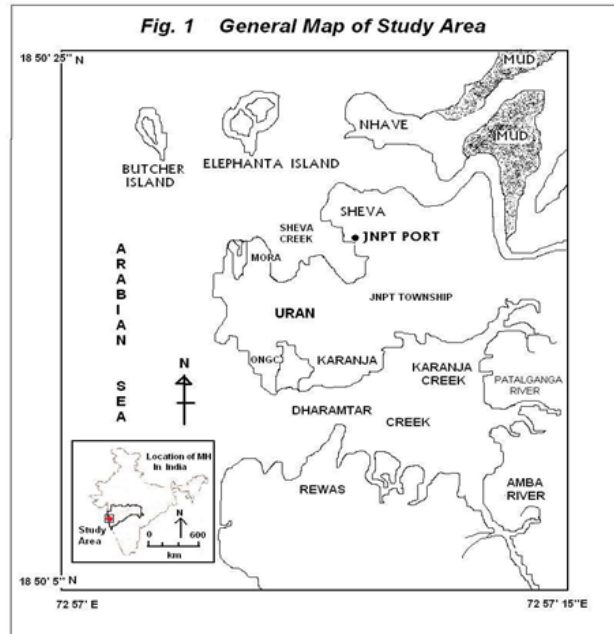 Fig. 1 General Map of Study Area
18 50' 25'' N
MUD
NHAVE
MUD
BUTCHER
ISLAND
ELEPHANTA ISLAND
SHEVA
SHEVA
CREEK
JNPT PORT
MORA
ARABIAN
SEA
URAN
JNPT TOWNSHIP
N
ONGC
KARANJA
KARANJA
CREEK
PATALGANGA
RIVER
DHARAMTAR
CREEK
REWAS
AMBA
RIVER
Location of MH
In India
Study
Area
N
0 600
km
18 50' 5'' N
72 57' E
72 57' 15''E